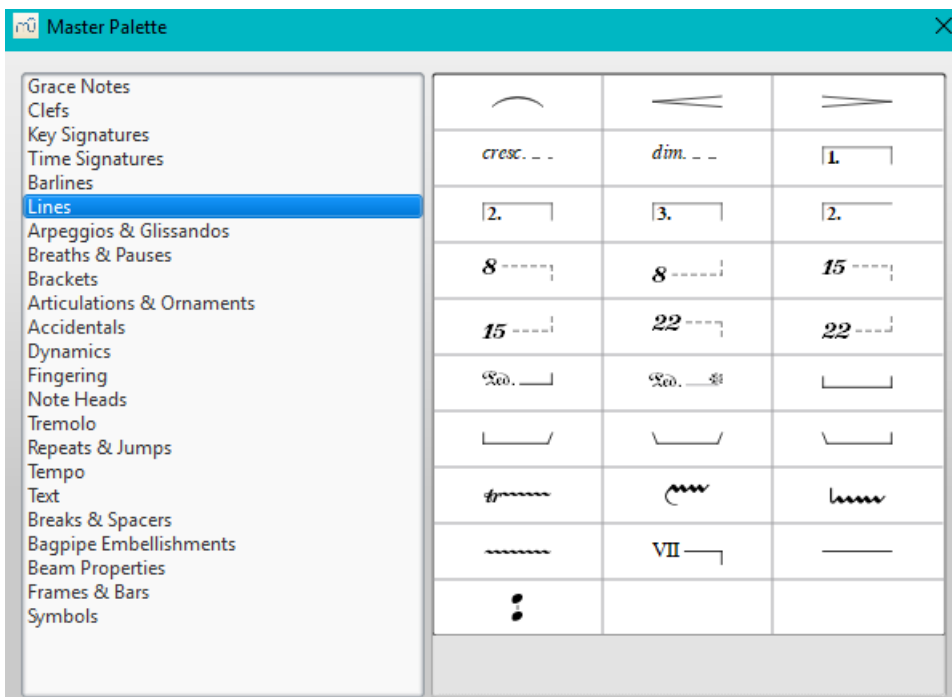 Master Palette
Grace Notes
Clefs
Key Signatures
Time Signatures
Barlines
Lines
Arpeggios & Glissandos
Breaths & Pauses
Brackets
Articulations & Ornaments
Accidentals
Dynamics
Fingering
Note Heads
Tremolo
Repeats & Jumps
Tempo
Text
Breaks & Spacers
Bagpipe Embellishments
Beam Properties
Frames & Bars
Symbols
cresc. _ _ dim. _ _ 1.
2. 3. 2.
8 8 15
15 22 22
Ped. Ped.
tr
VII